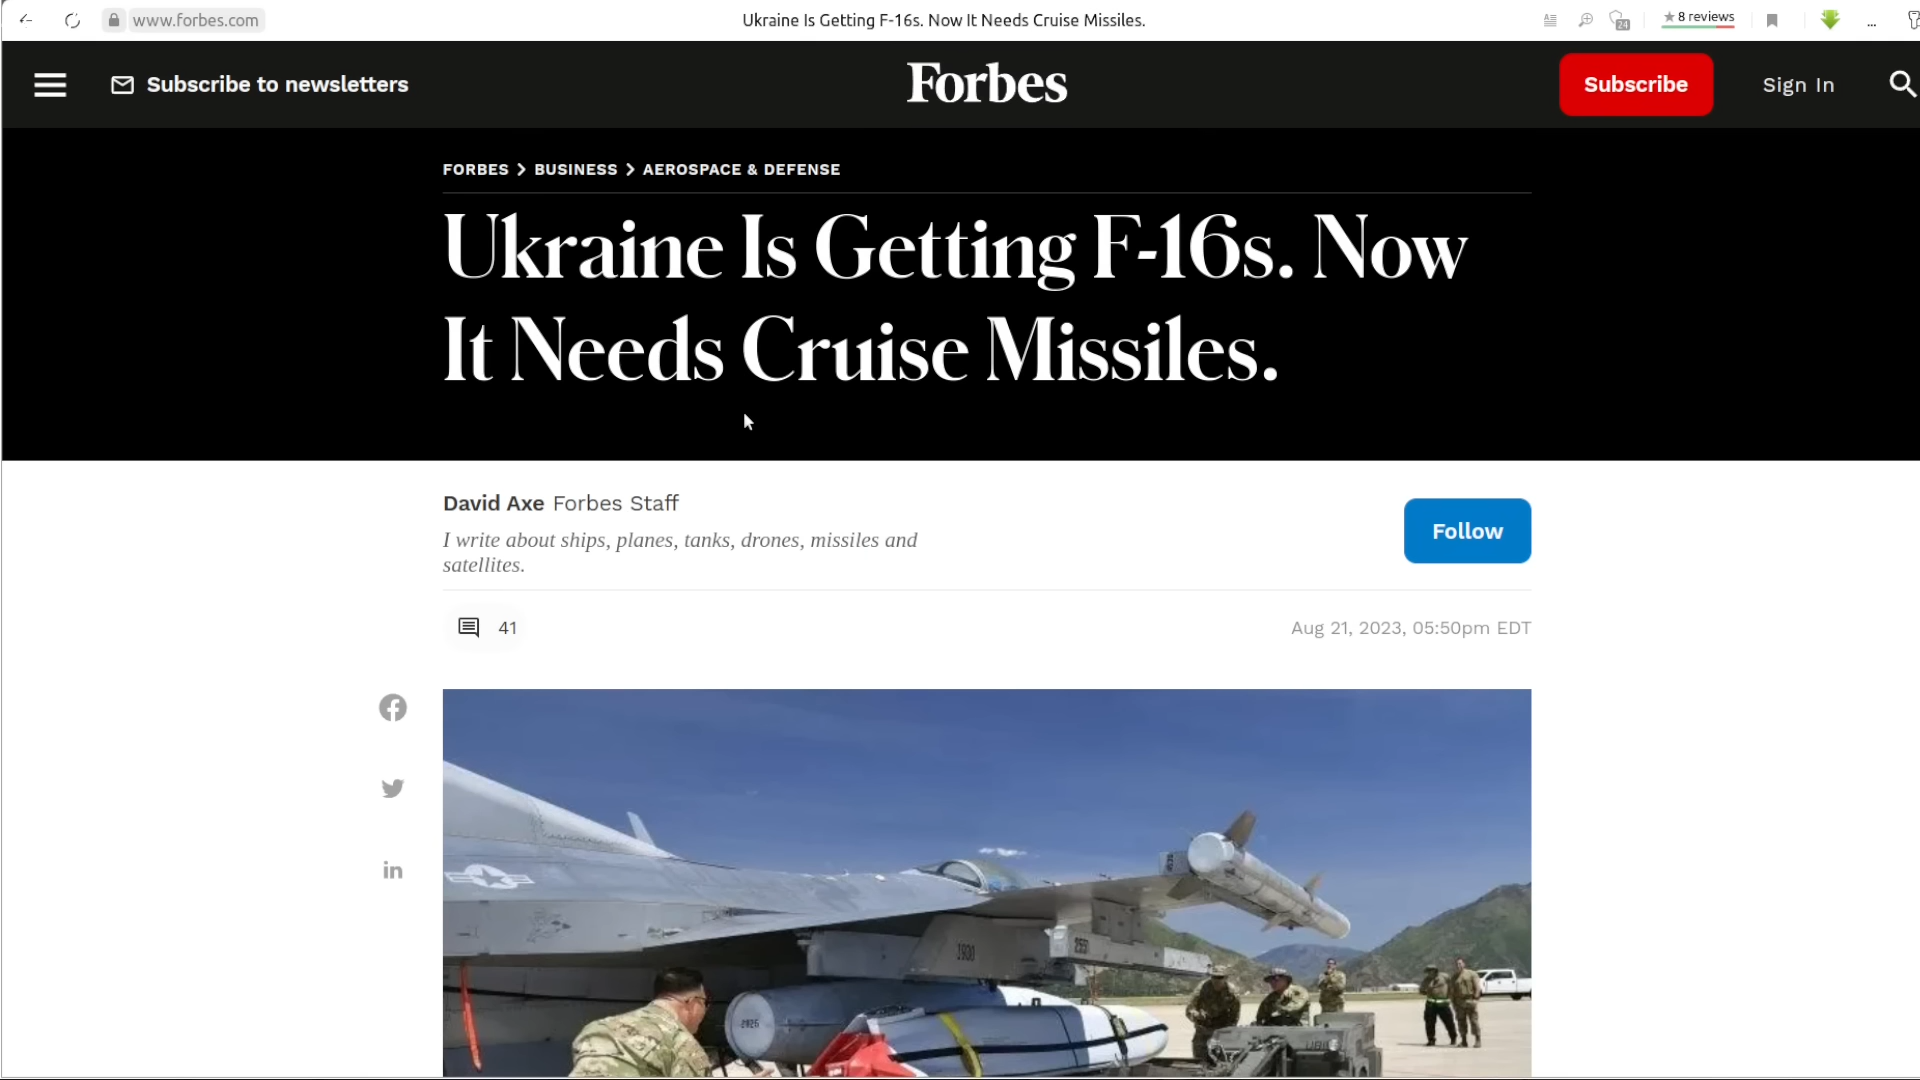 www.forbes.com
Ukraine Is Getting F-16s. Now It Needs Cruise Missiles.
24
★ 8 reviews
...
Subscribe to newsletters
Forbes
Subscribe
Sign In
FORBES > BUSINESS > AEROSPACE & DEFENSE
Ukraine Is Getting F-16s. Now
It Needs Cruise Missiles.
David Axe Forbes Staff
I write about ships, planes, tanks, drones, missiles and
satellites.
Follow
41
Aug 21, 2023, 05:50pm EDT
in